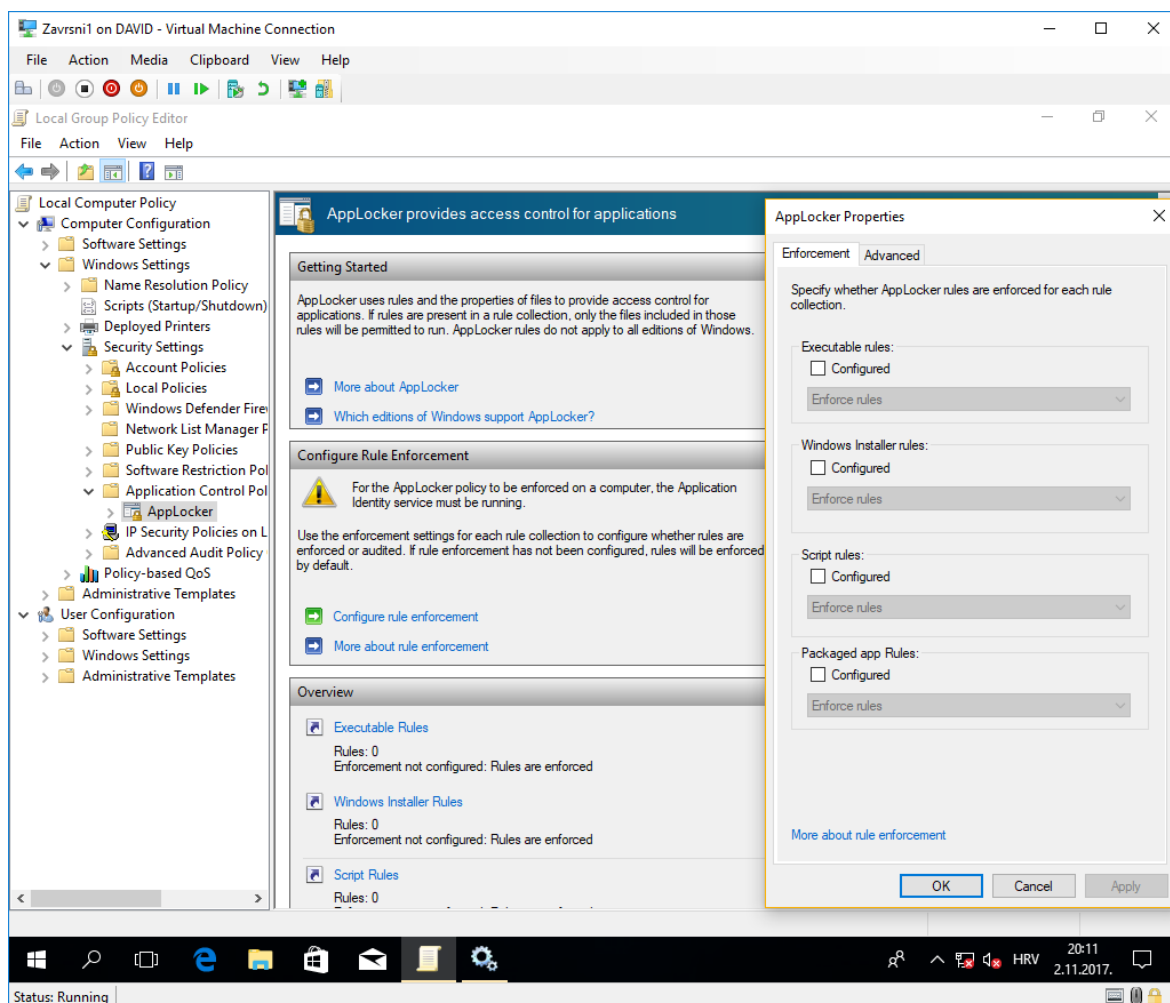 Zavrsni1 on DAVID - Virtual Machine Connection
File Action Media Clipboard View Help
Local Group Policy Editor
File Action View Help
Local Computer Policy
Computer Configuration
Software Settings
Windows Settings
Name Resolution Policy
Scripts (Startup/Shutdown)
Deployed Printers
Security Settings
Account Policies
Local Policies
Windows Defender Fire
Network List Manager P
Public Key Policies
Software Restriction Pol
Application Control Pol
AppLocker
IP Security Policies on L
Advanced Audit Policy
Policy-based QoS
Administrative Templates
User Configuration
Software Settings
Windows Settings
Administrative Templates
AppLocker provides access control for applications
Getting Started
AppLocker uses rules and the properties of files to provide access control for
applications. If rules are present in a rule collection, only the files included in those
rules will be permitted to run. AppLocker rules do not apply to all editions of Windows.
More about AppLocker
Which editions of Windows support AppLocker?
Configure Rule Enforcement
For the AppLocker policy to be enforced on a computer, the Application
Identity service must be running.
Use the enforcement settings for each rule collection to configure whether rules are
enforced or audited. If rule enforcement has not been configured, rules will be enforced
by default.
Configure rule enforcement
More about rule enforcement
Overview
Executable Rules
Rules: 0
Enforcement not configured: Rules are enforced
Windows Installer Rules
Rules: 0
Enforcement not configured: Rules are enforced
Script Rules
Rules: 0
AppLocker Properties
Enforcement Advanced
Specify whether AppLocker rules are enforced for each rule
collection.
Executable rules:
Configured
Enforce rules
Windows Installer rules:
Configured
Enforce rules
Script rules:
Configured
Enforce rules
Packaged app Rules:
Configured
Enforce rules
More about rule enforcement
OK Cancel Apply
HRV
20:11
2.11.2017.
Status: Running